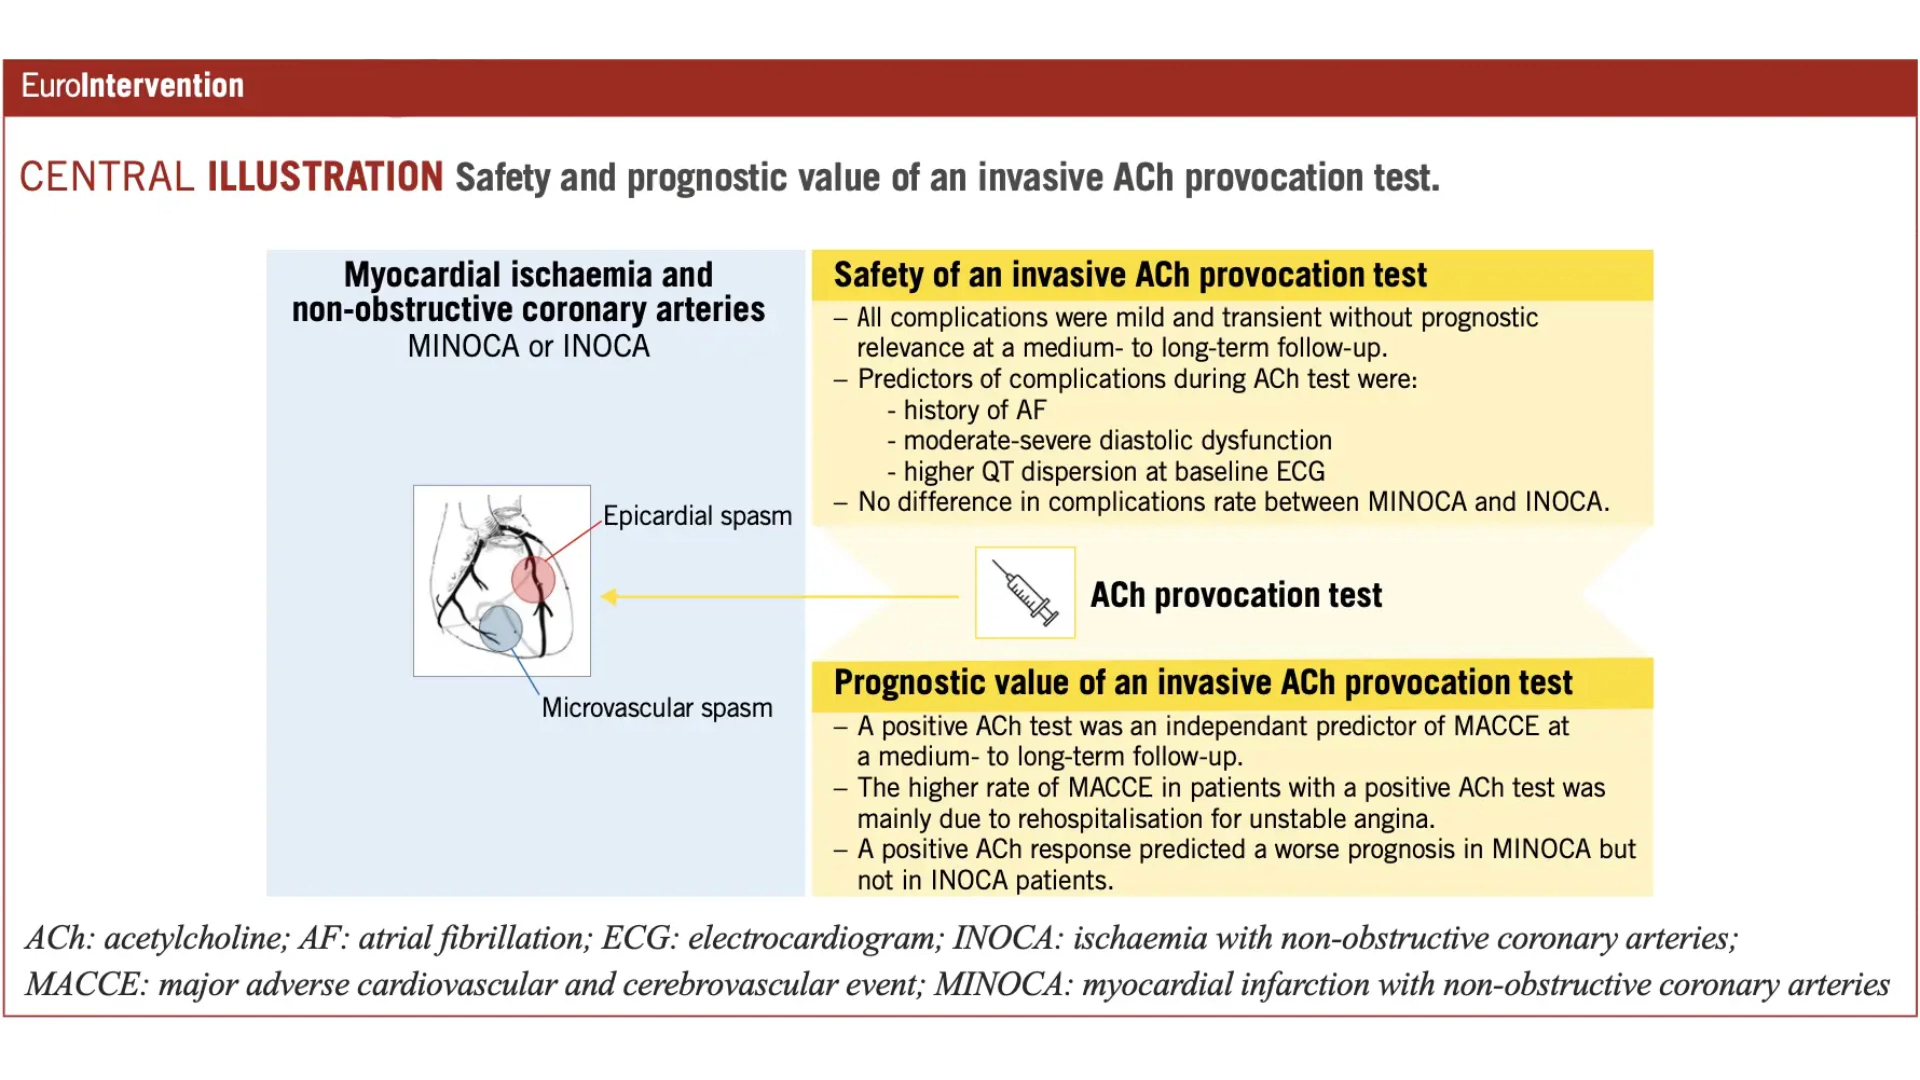 EuroIntervention
CENTRAL ILLUSTRATION Safety and prognostic value of an invasive ACh provocation test.
Myocardial ischaemia and
non-obstructive coronary arteries
MINOCA or INOCA
Epicardial spasm
Microvascular spasm
Safety of an invasive ACh provocation test
– All complications were mild and transient without prognostic
relevance at a medium- to long-term follow-up.
– Predictors of complications during ACh test were:
- history of AF
- moderate-severe diastolic dysfunction
- higher QT dispersion at baseline ECG
– No difference in complications rate between MINOCA and INOCA.
ACh provocation test
Prognostic value of an invasive ACh provocation test
– A positive ACh test was an independant predictor of MACCE at
a medium- to long-term follow-up.
– The higher rate of MACCE in patients with a positive ACh test was
mainly due to rehospitalisation for unstable angina.
– A positive ACh response predicted a worse prognosis in MINOCA but
not in INOCA patients.
ACh: acetylcholine; AF: atrial fibrillation; ECG: electrocardiogram; INOCA: ischaemia with non-obstructive coronary arteries;
MACCE: major adverse cardiovascular and cerebrovascular event; MINOCA: myocardial infarction with non-obstructive coronary arteries